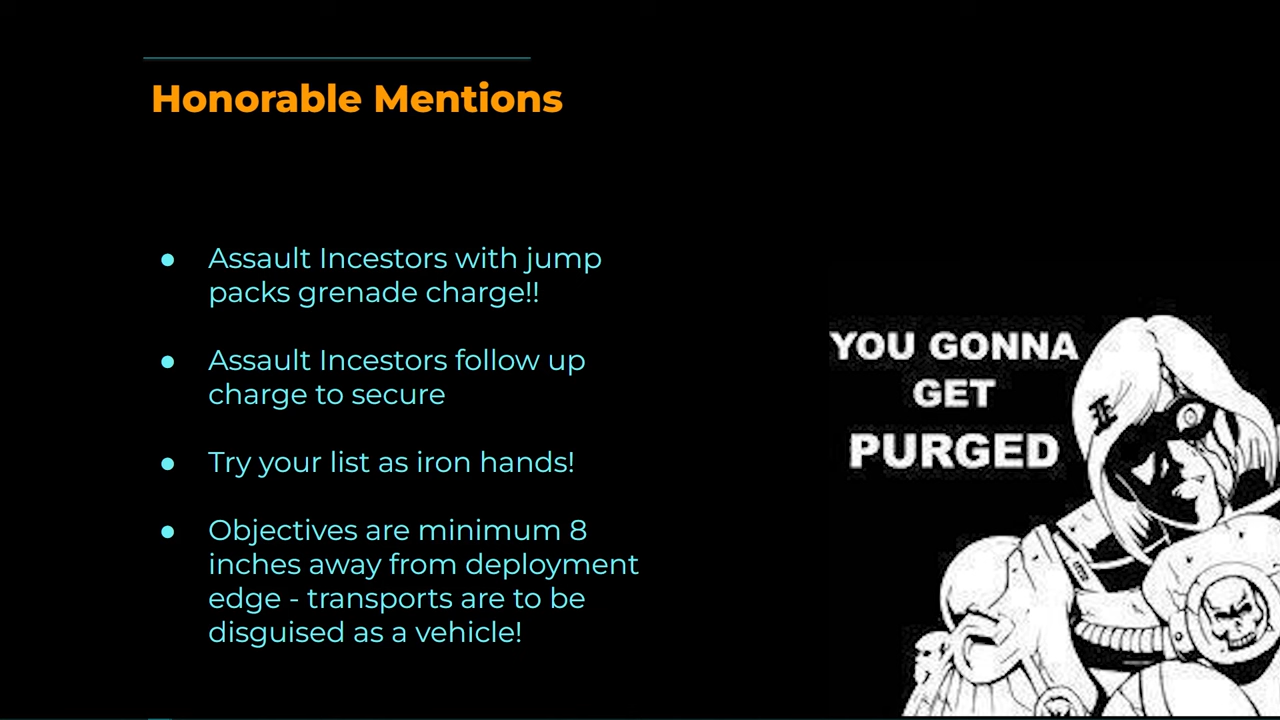 Honorable Mentions
● Assault Incestors with jump
packs grenade charge!!
● Assault Incestors follow up
charge to secure
● Try your list as iron hands!
● Objectives are minimum 8
inches away from deployment
edge - transports are to be
disguised as a vehicle!
YOU GONNA
GET
PURGED